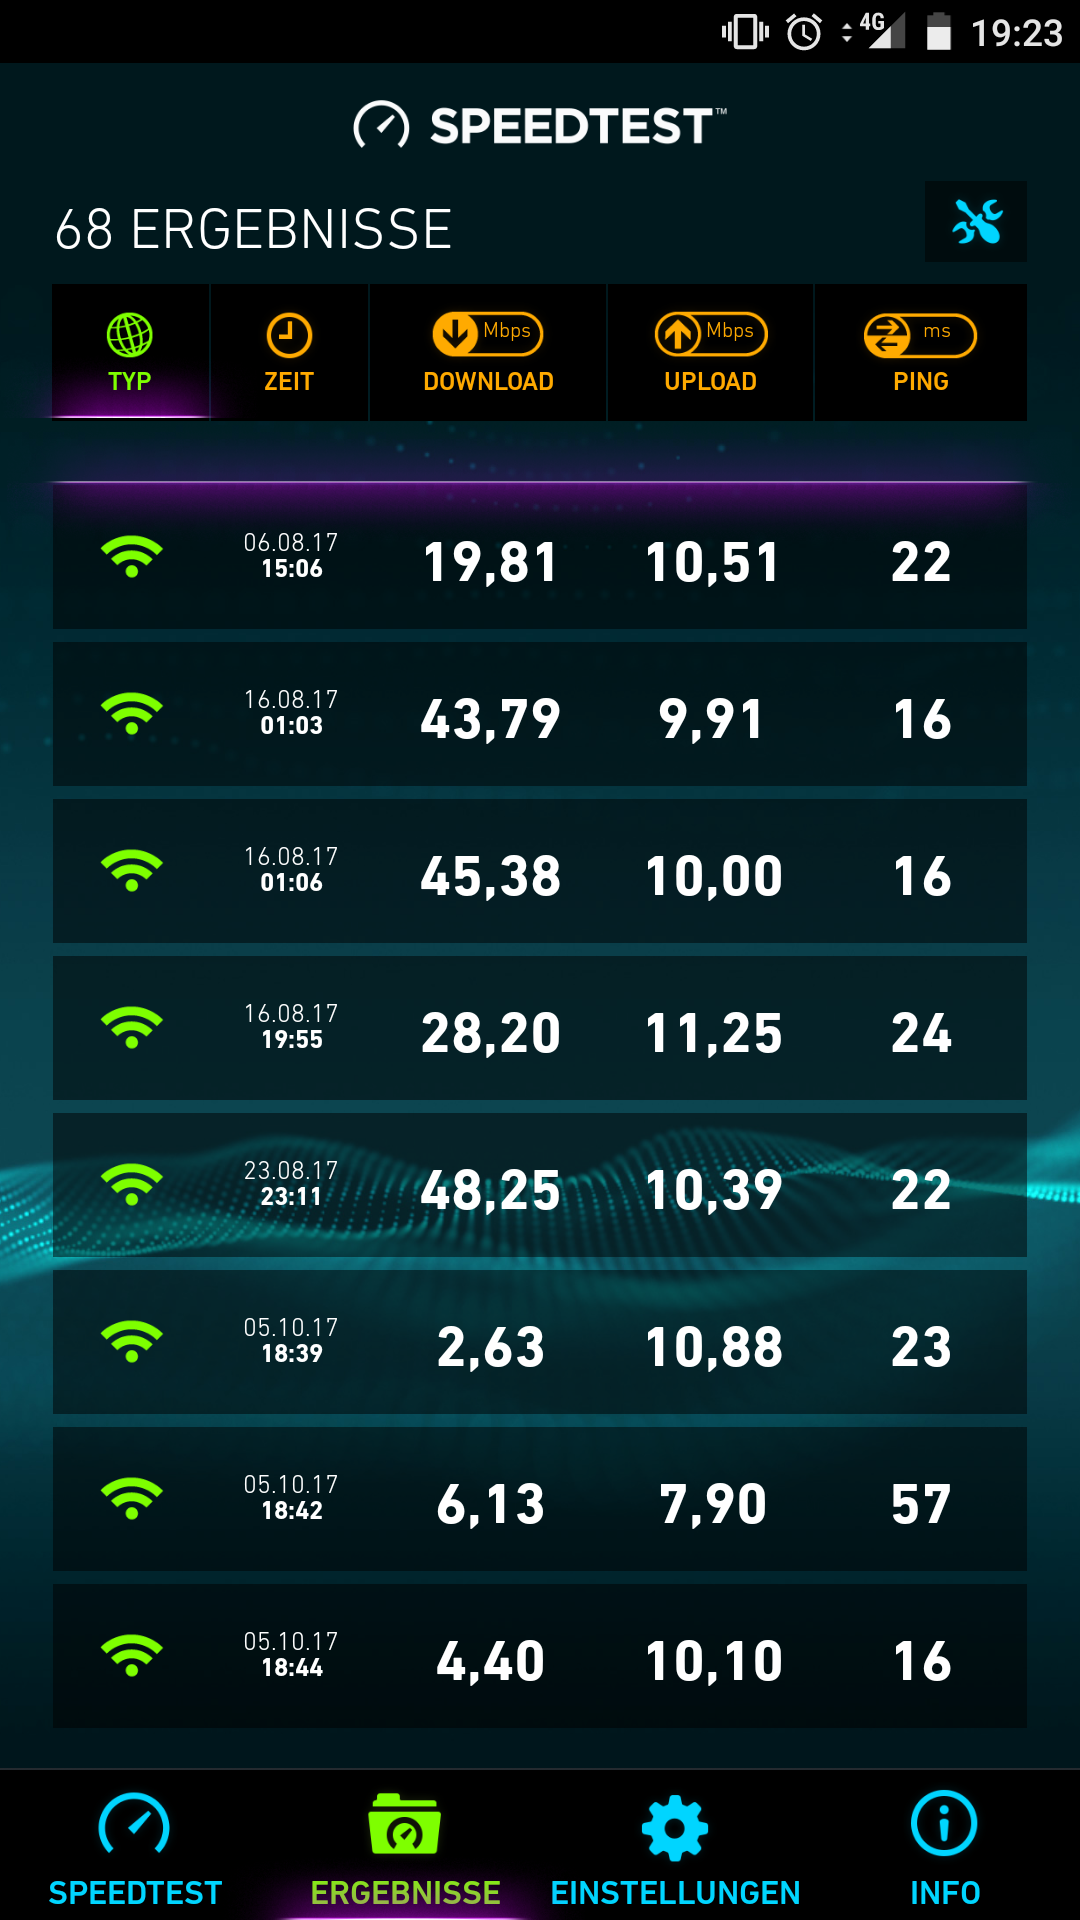 4G 19:23
SPEEDTEST™
68 ERGEBNISSE
Mbps Mbps ms
TYP ZEIT DOWNLOAD UPLOAD PING
06.08.17
15:06 19,81 10,51 22
16.08.17
01:03 43,79 9,91 16
16.08.17
01:06 45,38 10,00 16
16.08.17
19:55 28,20 11,25 24
23.08.17
23:11 48,25 10,39 22
05.10.17
18:39 2,63 10,88 23
05.10.17
18:42 6,13 7,90 57
05.10.17
18:44 4,40 10,10 16
SPEEDTEST ERGEBNISSE EINSTELLUNGEN INFO